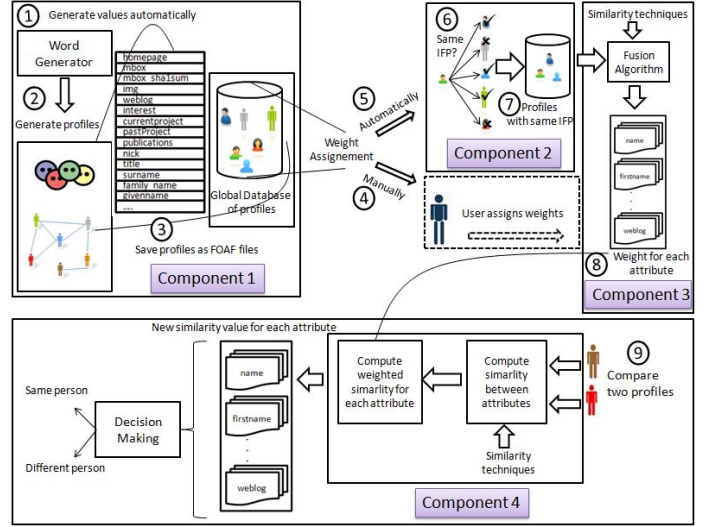 1
Generate values automatically
Word
Generator
2
Generate profiles
homepage
mbox
mbox sha1sum
img
weblog
interest
currentproject
pastProject
publications
nick
title
surname
family name
givenname
....
Global Database
of profiles
3
Save profiles as FOAF files
Component 1
Weight
Assignement
5
Automatically
4
Manually
6
Same
IFP?
7
Profiles
with same IFP
Component 2
User assigns weights
Similarity techniques
Fusion
Algorithm
name
firstname
weblog
8
Weight for each
attribute
Component 3
New similarity value for each attribute
Same person
Different person
Decision
Making
name
firstname
weblog
Compute
weighted
simarlity for
each attribute
Compute
simarlity
between
attributes
Similarity
techniques
9
Compare
two profiles
Component 4